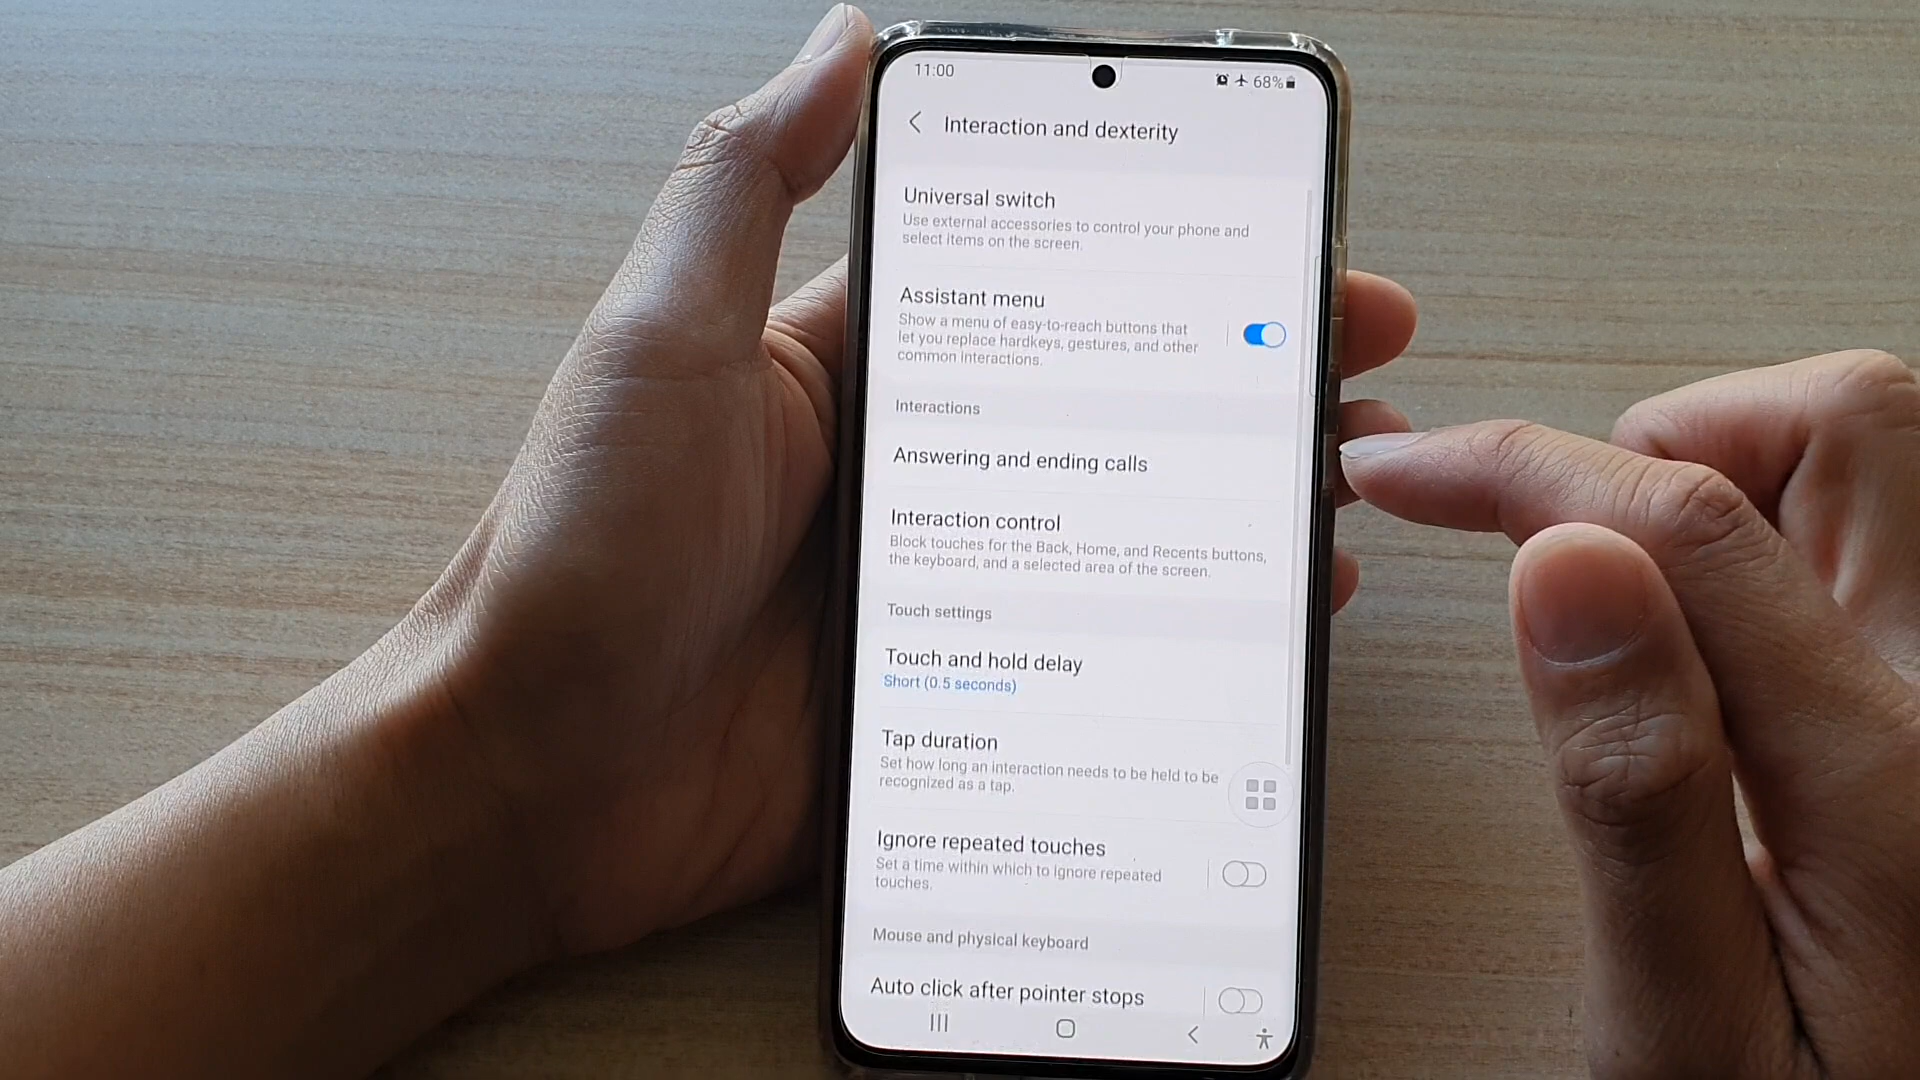 11:00
68%
Interaction and dexterity
Universal switch
Use external accessories to control your phone and
select items on the screen.
Assistant menu
Show a menu of easy-to-reach buttons that
let you replace hardkeys, gestures, and other
common interactions.
Interactions
Answering and ending calls
Interaction control
Block touches for the Back, Home, and Recents buttons,
the keyboard, and a selected area of the screen.
Touch settings
Touch and hold delay
Short (0.5 seconds)
Tap duration
Set how long an interaction needs to be held to be
recognized as a tap.
Ignore repeated touches
Set a time within which to ignore repeated
touches.
Mouse and physical keyboard
Auto click after pointer stops